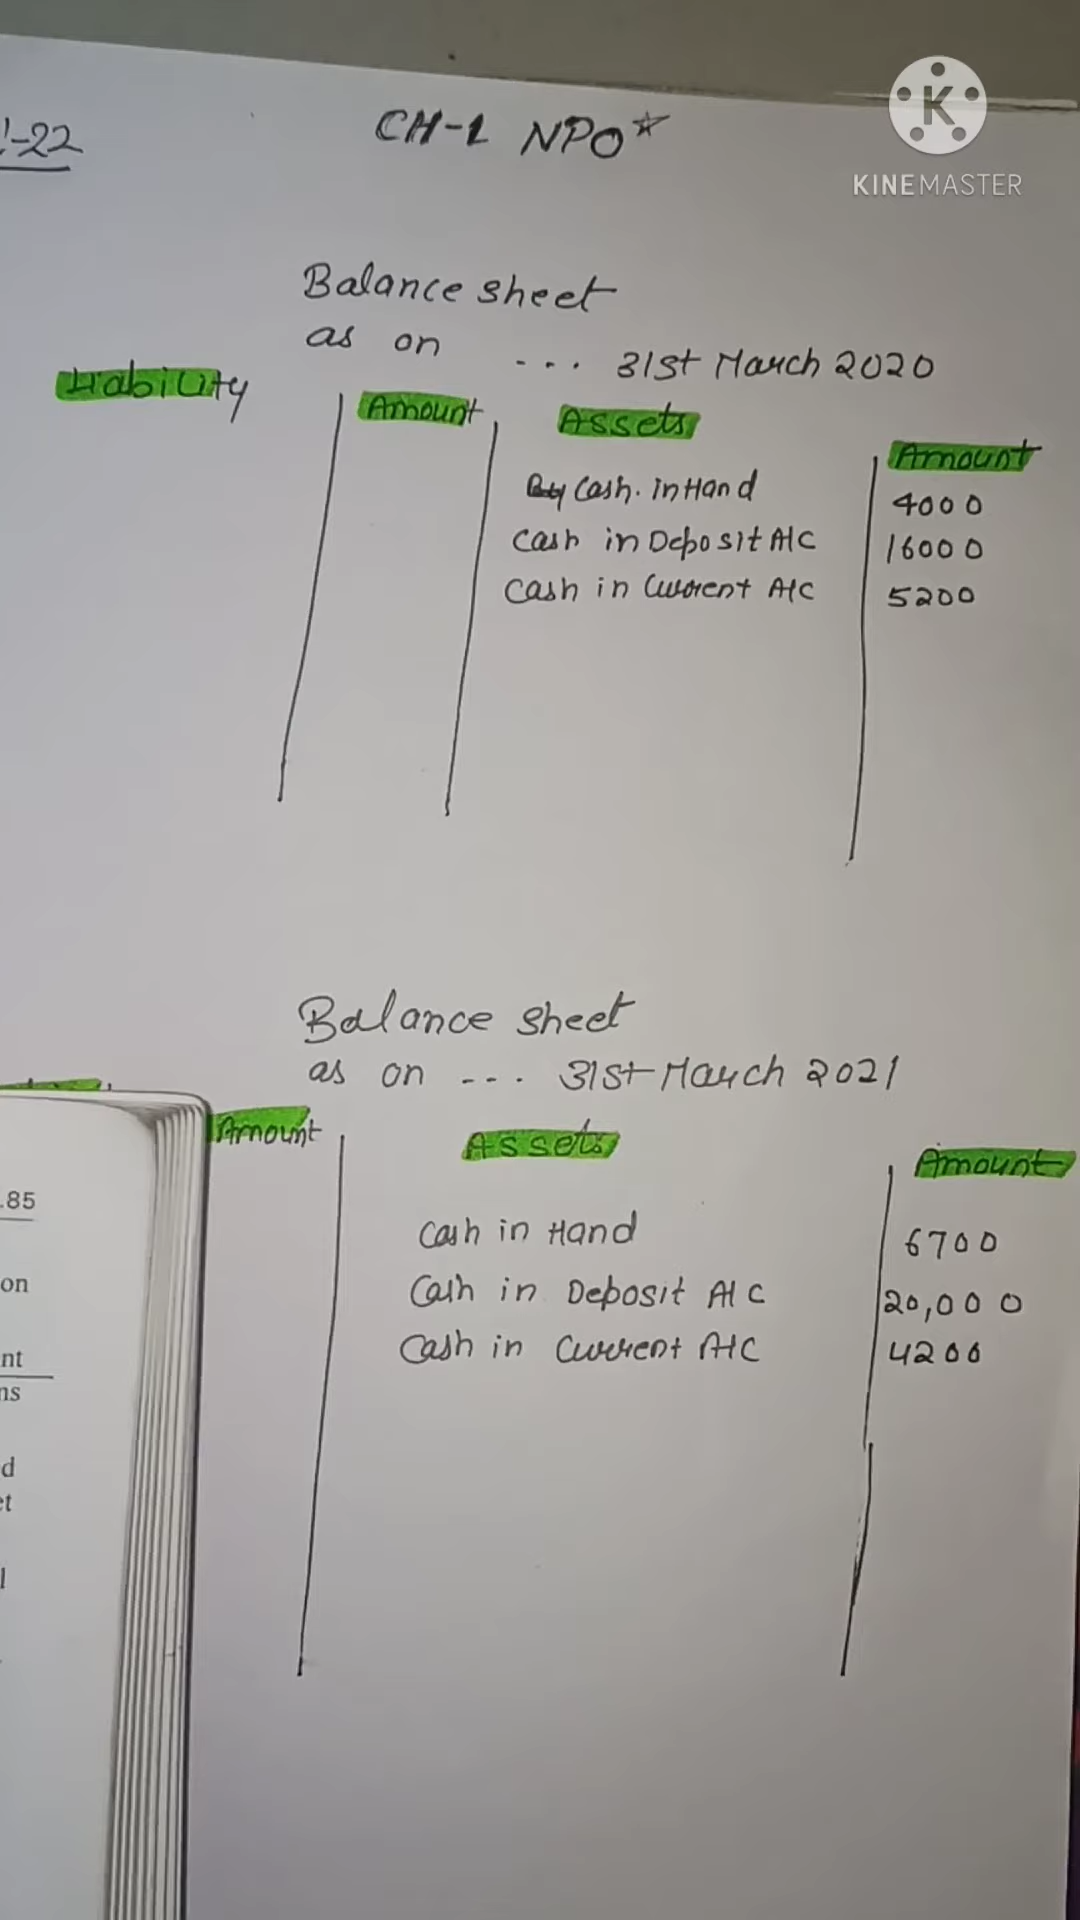 !-22
CH-1 NPO☆
KINEMASTER
Balance sheet
as on ... 31st March 2020
Liability Amount Assets Amount
By Cash in Hand 4000
Cash in Deposit A/C 16000
Cash in Current A/C 5200
Balance sheet
as on --- 31st March 2021
Amount Assets Amount
Cash in Hand 6700
Cash in Deposit A/C 20,000
Cash in Current A/C 4200
.85
on
nt
ns
d
et
l